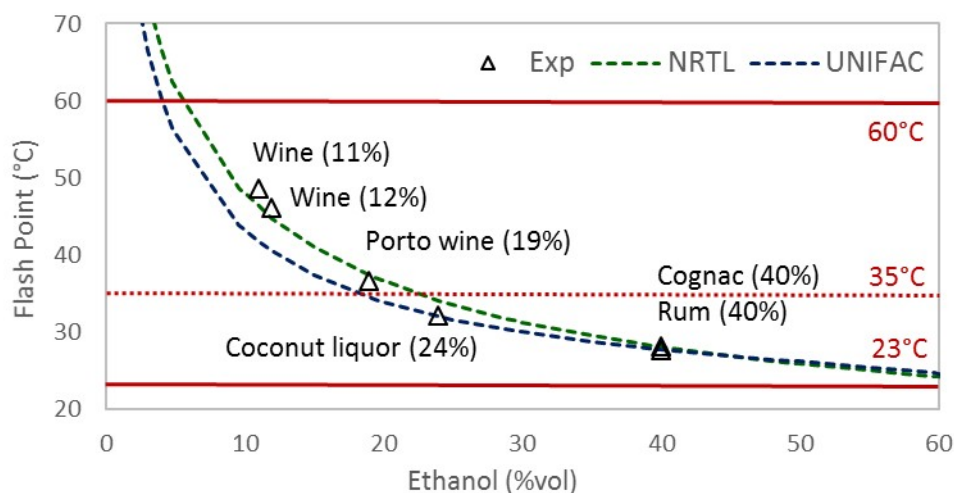 70
Exp
NRTL
UNIFAC
60
60°C
Wine (11%)
50
Wine (12%)
Porto wine (19%)
40
Cognac (40%)
35°C
Rum (40%)
30
Coconut liquor (24%)
23°C
20
0 10 20 30 40 50 60
Flash Point (°C)
Ethanol (%vol)